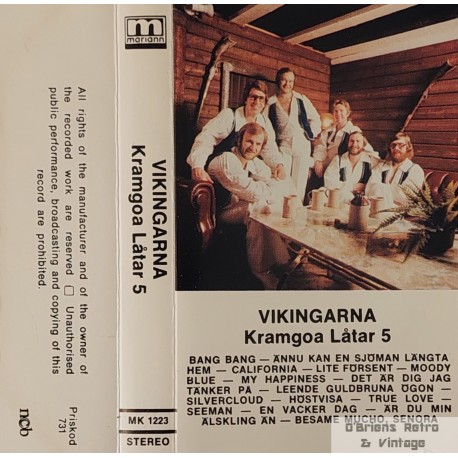 All rights of the manufacturer and of the owner of
the recorded work are reserved □ Unauthorised
public performance, broadcasting and copying of this
record are prohibited.
ncb
Priskod
731
m
mariann
VIKINGARNA
Kramgoa Låtar 5
MK 1223
STEREO
VIKINGARNA
Kramgoa Låtar 5
BANG BANG — ÄNNU KAN EN SJÖMAN LÄNGTA
HEM — CALIFORNIA — LITE FÖRSENT — MOODY
BLUE — MY HAPPINESS — DET ÄR DIG JAG
TÄNKER PÅ — LEENDE GULDBRUNA ÖGON —
SILVERCLOUD — HÖSTVISA — TRUE LOVE —
SEEMAN — EN VACKER DAG — ÄR DU MIN
ÄLSKLING ÄN — BESAME MUCHO, SENORA
O'Briens Retro
& Vintage